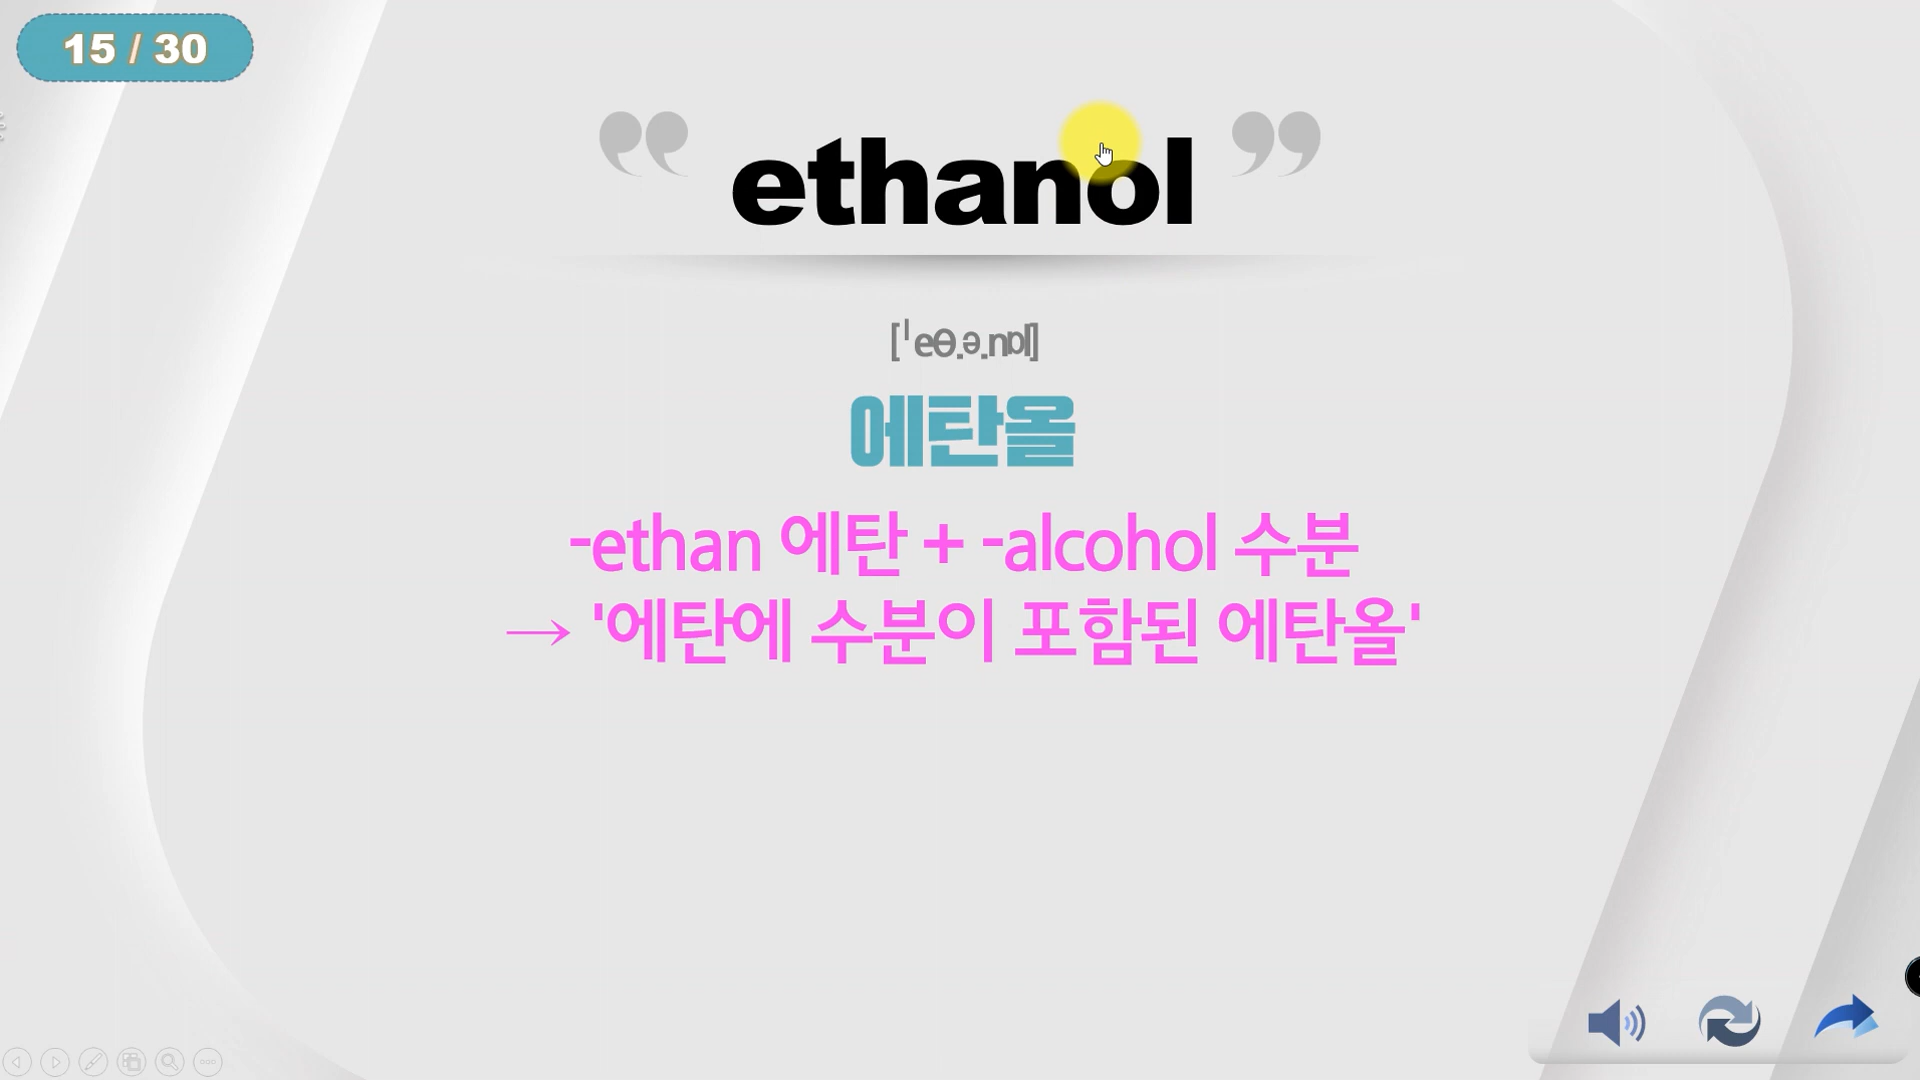 15 / 30
“ ethanol ”
[ˈeθ.ə.nɒl]
에탄올
-ethan 에탄 + -alcohol 수분
→ '에탄에 수분이 포함된 에탄올'